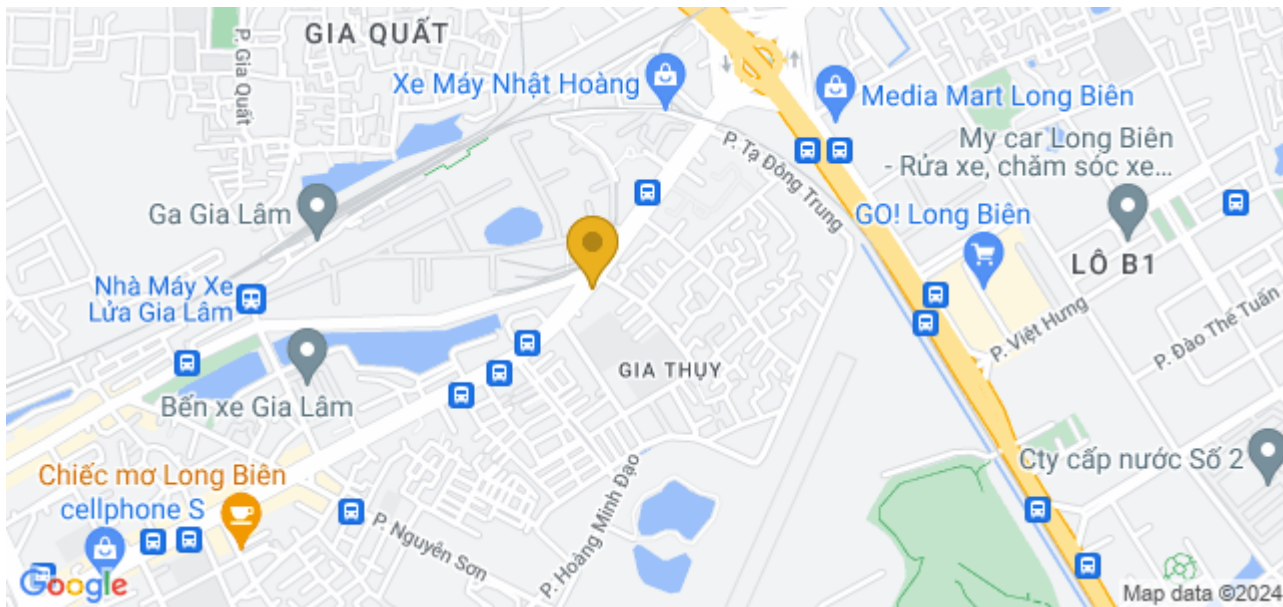 GIA QUẤT
P. Gia Quất
Xe Máy Nhật Hoàng
Media Mart Long Biên
P. Tạ Đông Trung
My car Long Biên
- Rửa xe, chăm sóc xe...
Ga Gia Lâm
GO! Long Biên
LÔ B1
Nhà Máy Xe
Lửa Gia Lâm
P. Việt Hưng
P. Đào Thế Tuấn
GIA THỤY
Bến xe Gia Lâm
Chiếc mơ Long Biên
cellphone S
Cty cấp nước Số 2
P. Nguyễn Sơn
P. Hoàng Minh Đạo
Google
Map data ©2024